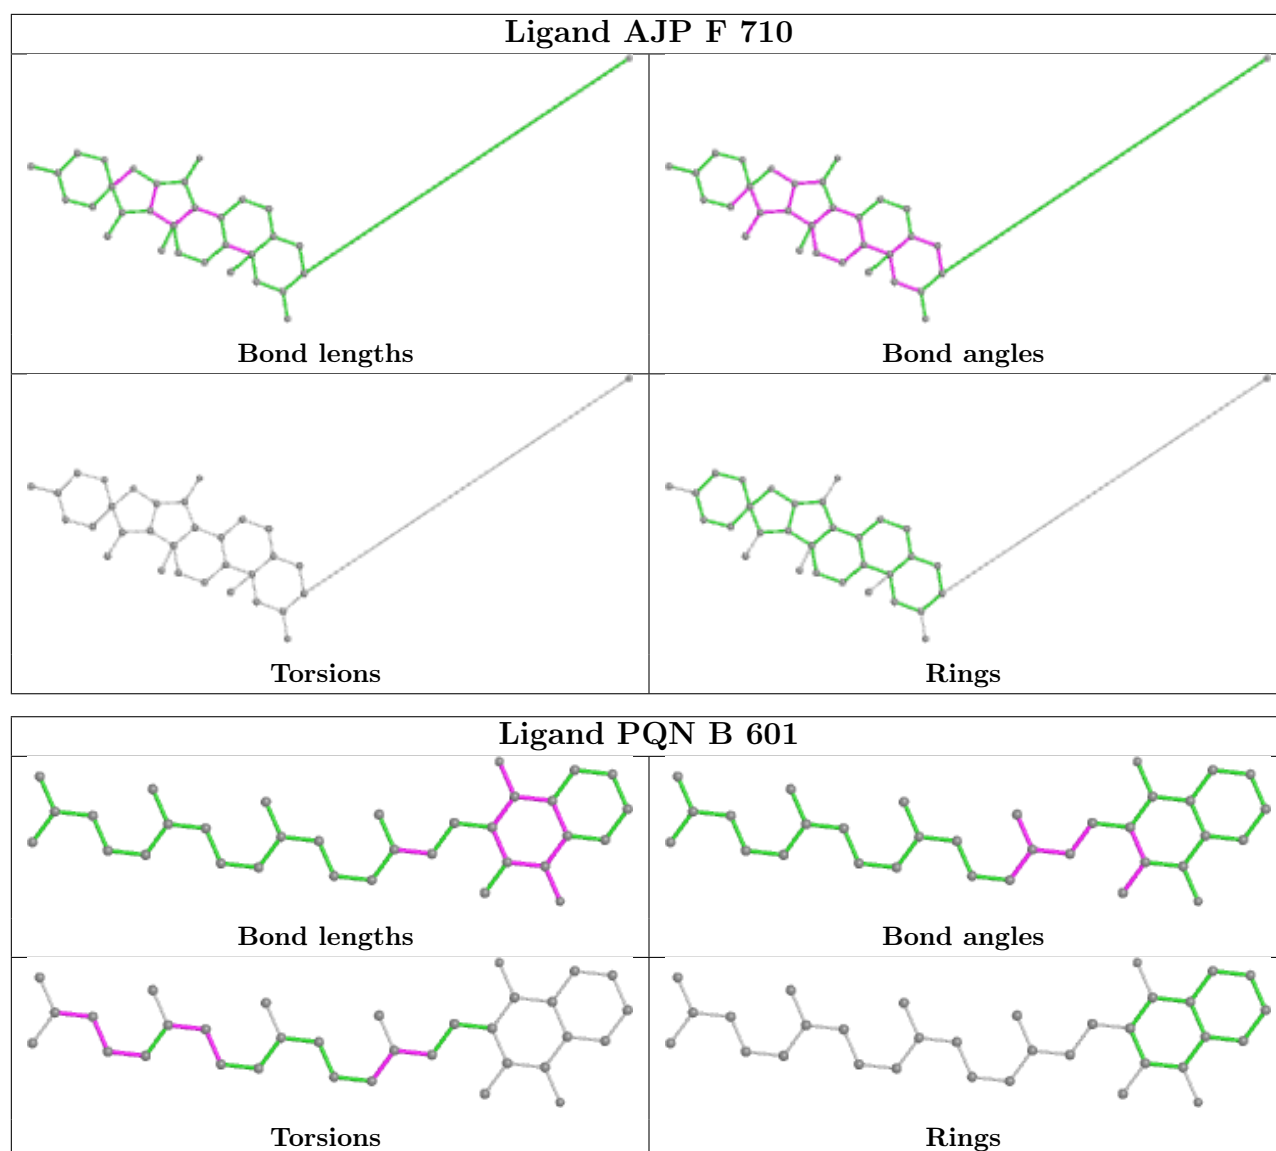 Ligand AJP F 710
Bond lengths
Bond angles
Torsions
Rings
Ligand PQN B 601
Bond lengths
Bond angles
Torsions
Rings